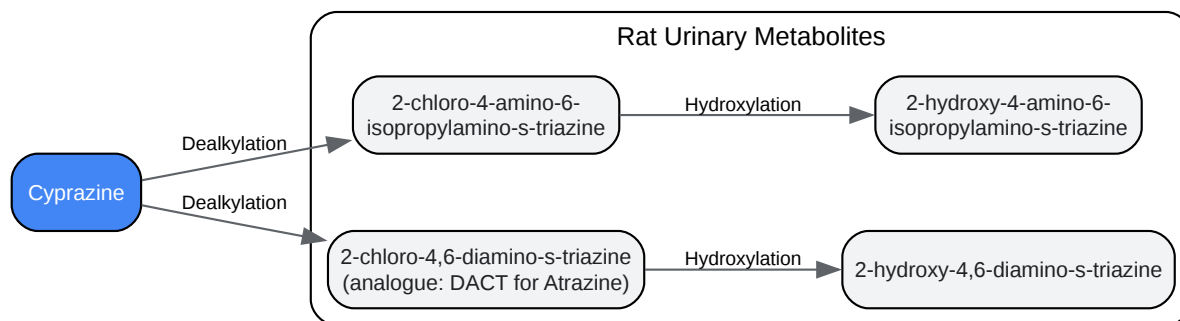 Rat Urinary Metabolites
2-chloro-4-amino-6-
isopropylamino-s-triazine
Hydroxylation
2-hydroxy-4-amino-6-
isopropylamino-s-triazine
Dealkylation
Cyprazine
Dealkylation
2-chloro-4,6-diamino-s-triazine
(analogue: DACT for Atrazine)
Hydroxylation
2-hydroxy-4,6-diamino-s-triazine